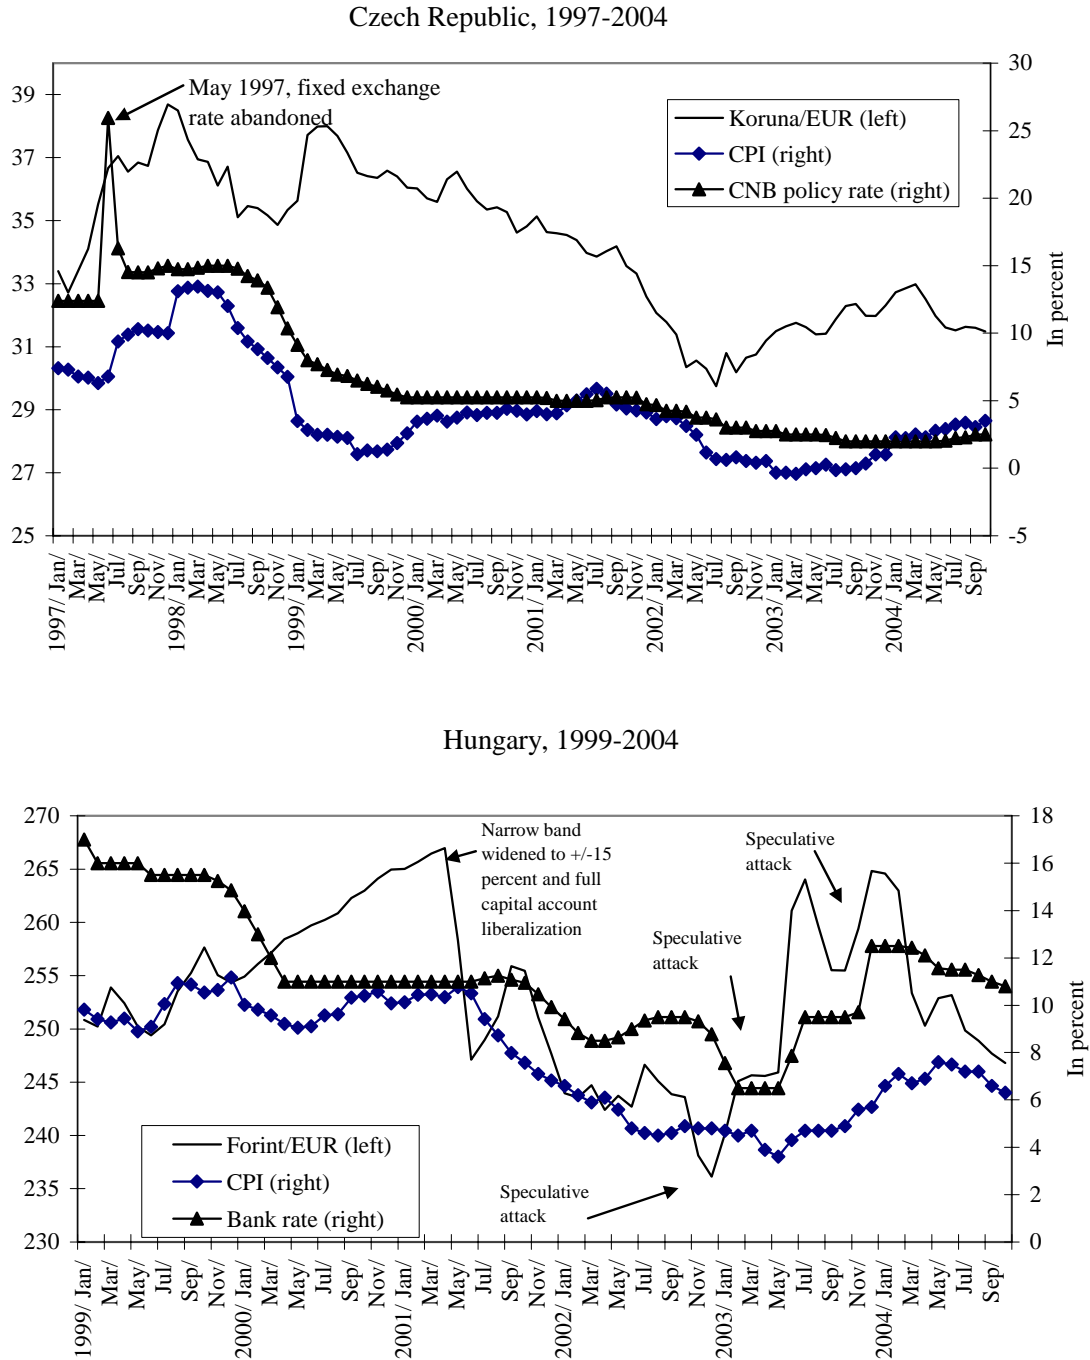 Czech Republic, 1997-2004
39
37
35
33
31
29
27
25
30
25
20
15
10
5
0
-5
In percent
May 1997, fixed exchange
rate abandoned
Koruna/EUR (left)
CPI (right)
CNB policy rate (right)
1997/ Jan/
Mar/
May/
Jul/
Sep/
Nov/
1998/ Jan/
Mar/
May/
Jul/
Sep/
Nov/
1999/ Jan/
Mar/
May/
Jul/
Sep/
Nov/
2000/ Jan/
Mar/
May/
Jul/
Sep/
Nov/
2001/ Jan/
Mar/
May/
Jul/
Sep/
Nov/
2002/ Jan/
Mar/
May/
Jul/
Sep/
Nov/
2003/ Jan/
Mar/
May/
Jul/
Sep/
Nov/
2004/ Jan/
Mar/
May/
Jul/
Sep/
Hungary, 1999-2004
270
265
260
255
250
245
240
235
230
18
16
14
12
10
8
6
4
2
0
In percent
Narrow band
widened to +/-15
percent and full
capital account
liberalization
Speculative
attack
Speculative
attack
Speculative
attack
Forint/EUR (left)
CPI (right)
Bank rate (right)
1999/ Jan/
Mar/
May/
Jul/
Sep/
Nov/
2000/ Jan/
Mar/
May/
Jul/
Sep/
Nov/
2001/ Jan/
Mar/
May/
Jul/
Sep/
Nov/
2002/ Jan/
Mar/
May/
Jul/
Sep/
Nov/
2003/ Jan/
Mar/
May/
Jul/
Sep/
Nov/
2004/ Jan/
Mar/
May/
Jul/
Sep/